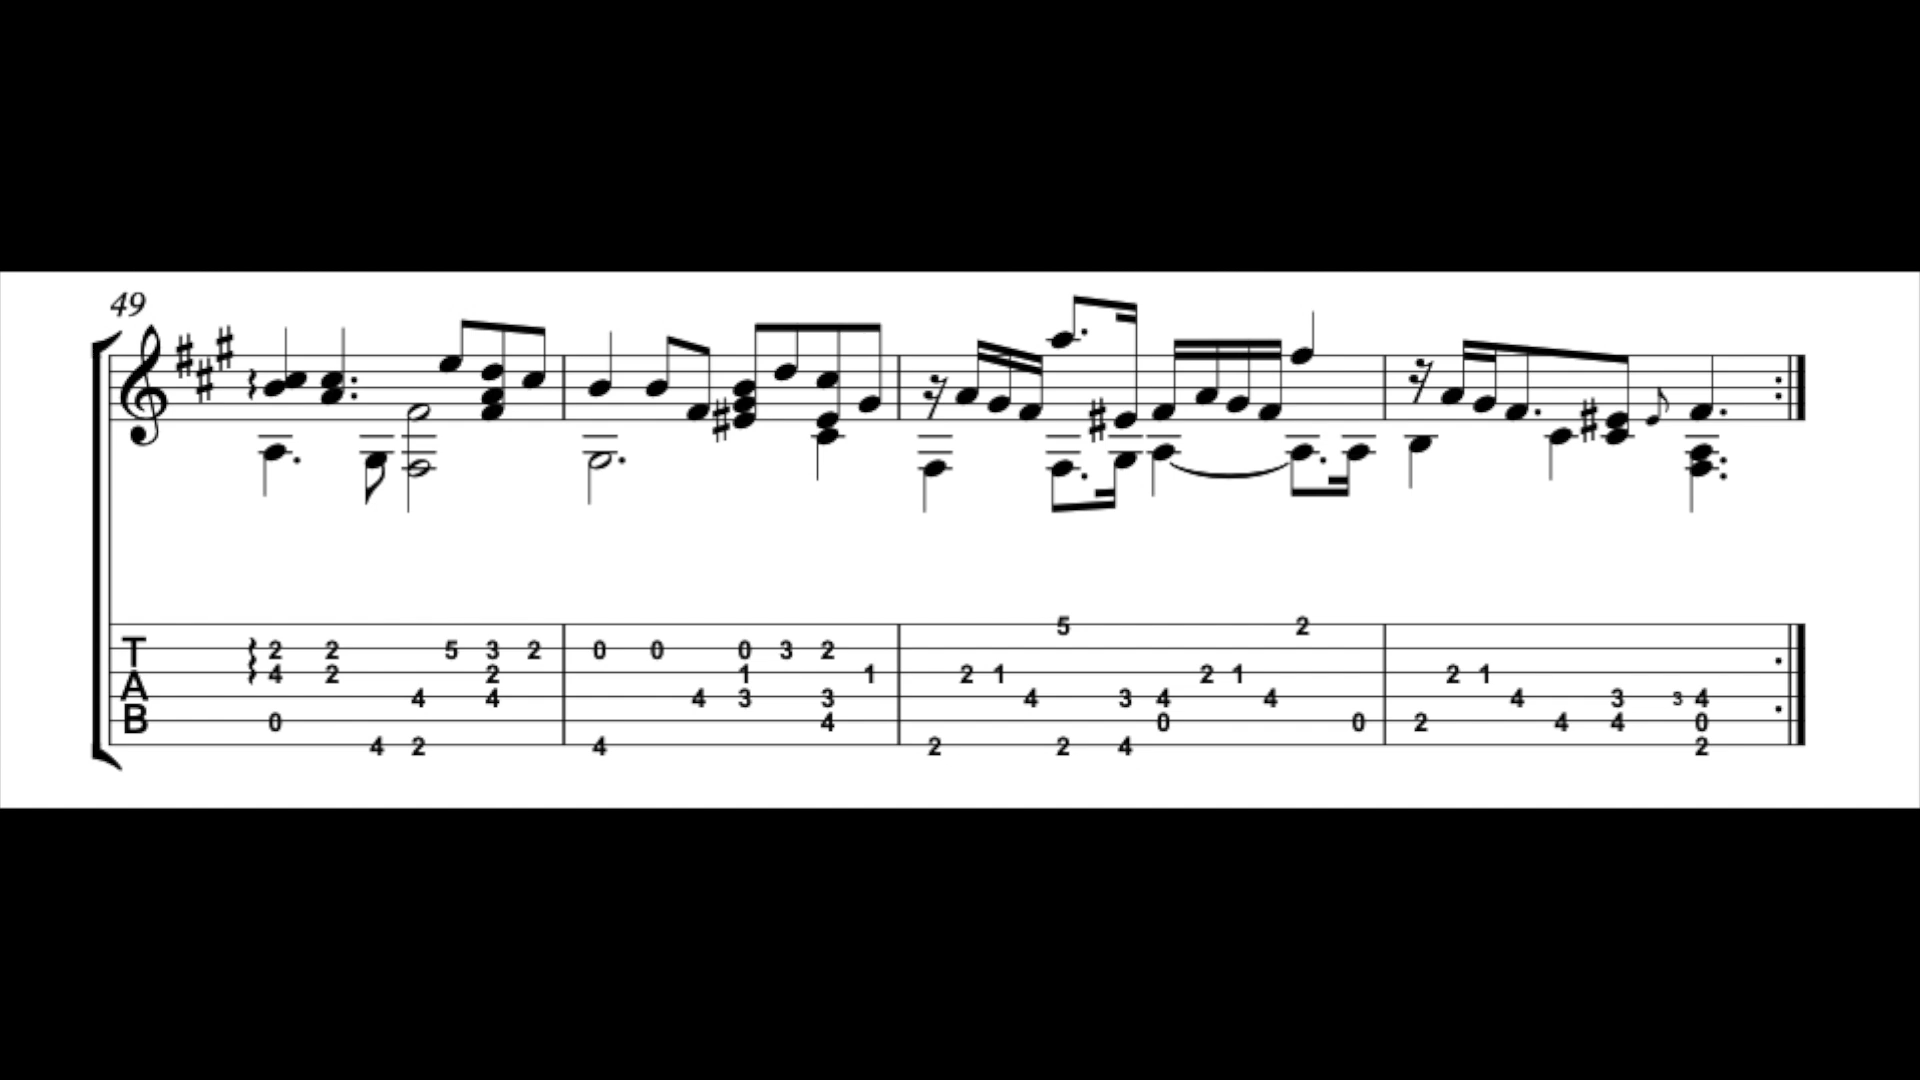 49
5 2
T 2 2 5 3 2 0 0 0 3 2
4 2 2 1 1 2 1 2 1 2 1
A 4 4 4 3 3 4 3 4 4 4 3 3 4
B 0 4 0 0 2 4 4 0
4 2 4 2 2 4 2